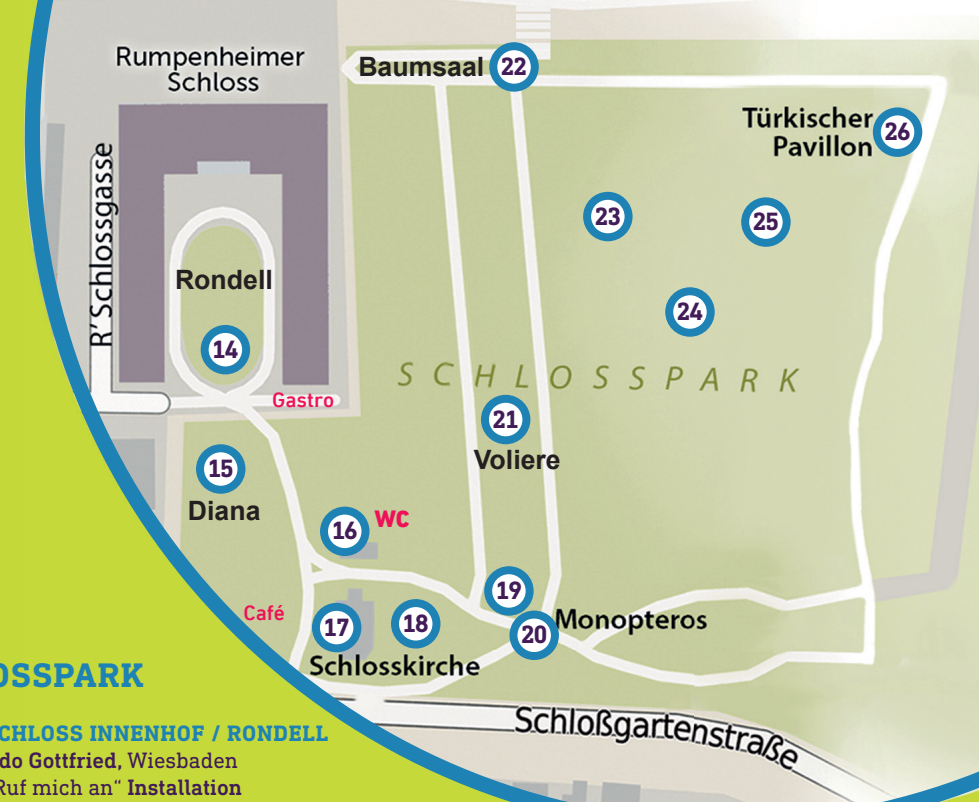 Rumpenheimer
Schloss
Baumsaal 22
Türkischer
Pavillon 26
R' Schlossgasse
23
25
Rondell
24
14
SCHLOSSPARK
Gastro
21
Voliere
15
Diana
16 WC
19
Café
17
18
20 Monopteros
Schlosskirche
OSSPARK
Schloßgartenstraße
CHLOSS INNENHOF / RONDELL
do Gottfried, Wiesbaden
Ruf mich an“ Installation